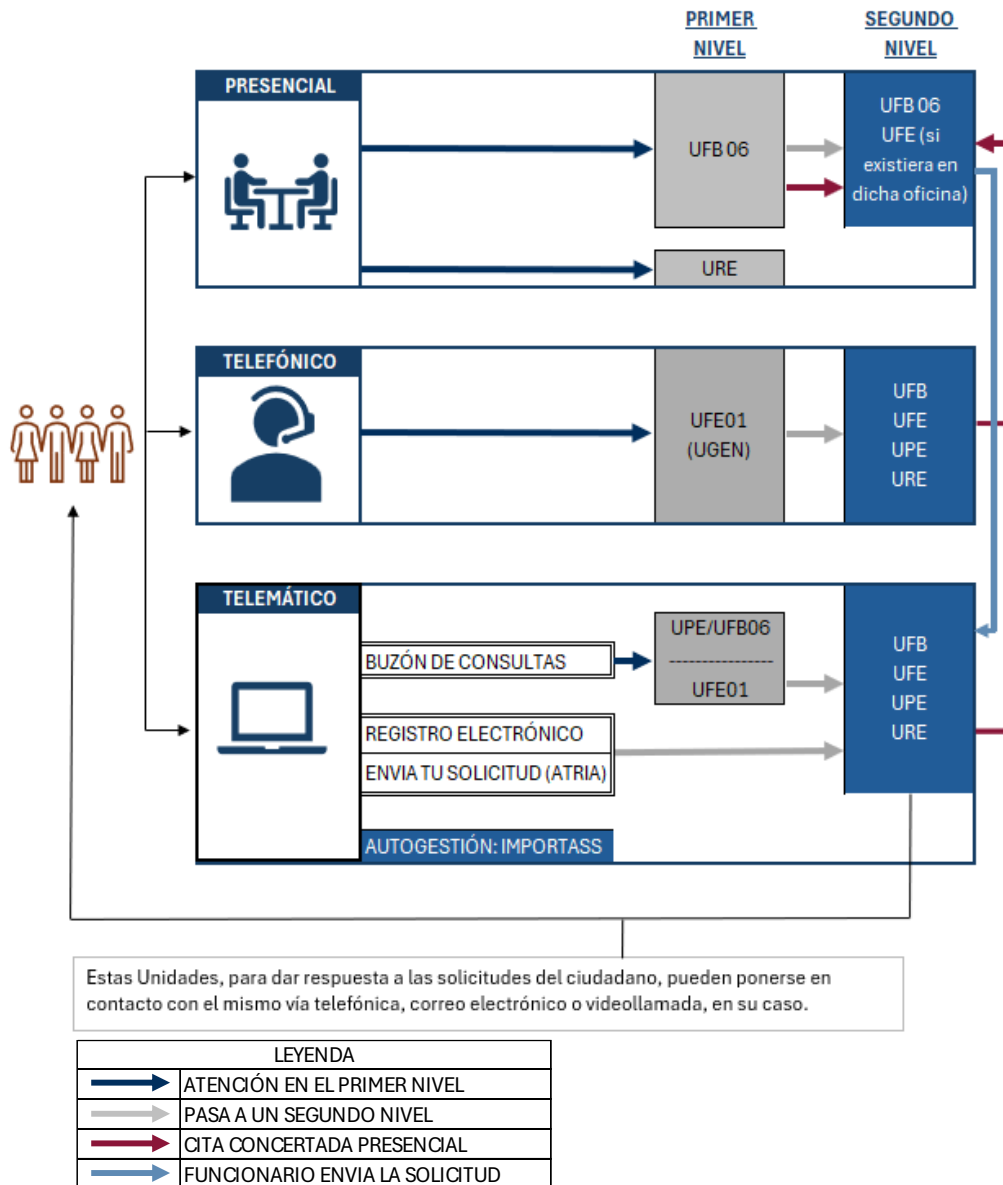 PRIMER
NIVEL
SEGUNDO
NIVEL
PRESENCIAL
UFB 06
UFB 06
UFE (si
existiera en
dicha oficina)
URE
TELEFÓNICO
UFE01
(UGEN)
UFB
UFE
UPE
URE
TELEMÁTICO
BUZÓN DE CONSULTAS
UPE/UFB06
----------------
UFE01
REGISTRO ELECTRÓNICO
ENVIA TU SOLICITUD (ATRIA)
UFB
UFE
UPE
URE
AUTOGESTIÓN: IMPORTASS
Estas Unidades, para dar respuesta a las solicitudes del ciudadano, pueden ponerse en
contacto con el mismo vía telefónica, correo electrónico o videollamada, en su caso.
LEYENDA
ATENCIÓN EN EL PRIMER NIVEL
PASA A UN SEGUNDO NIVEL
CITA CONCERTADA PRESENCIAL
FUNCIONARIO ENVIA LA SOLICITUD